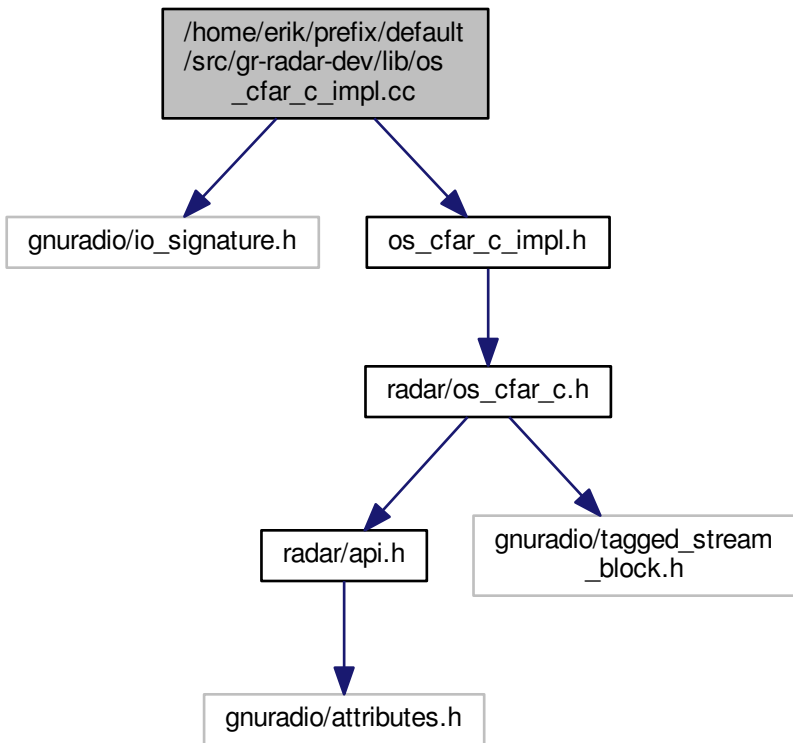 /home/erik/prefix/default
/src/gr-radar-dev/lib/os
_cfar_c_impl.cc
gnuradio/io_signature.h
os_cfar_c_impl.h
radar/os_cfar_c.h
radar/api.h
gnuradio/tagged_stream
_block.h
gnuradio/attributes.h